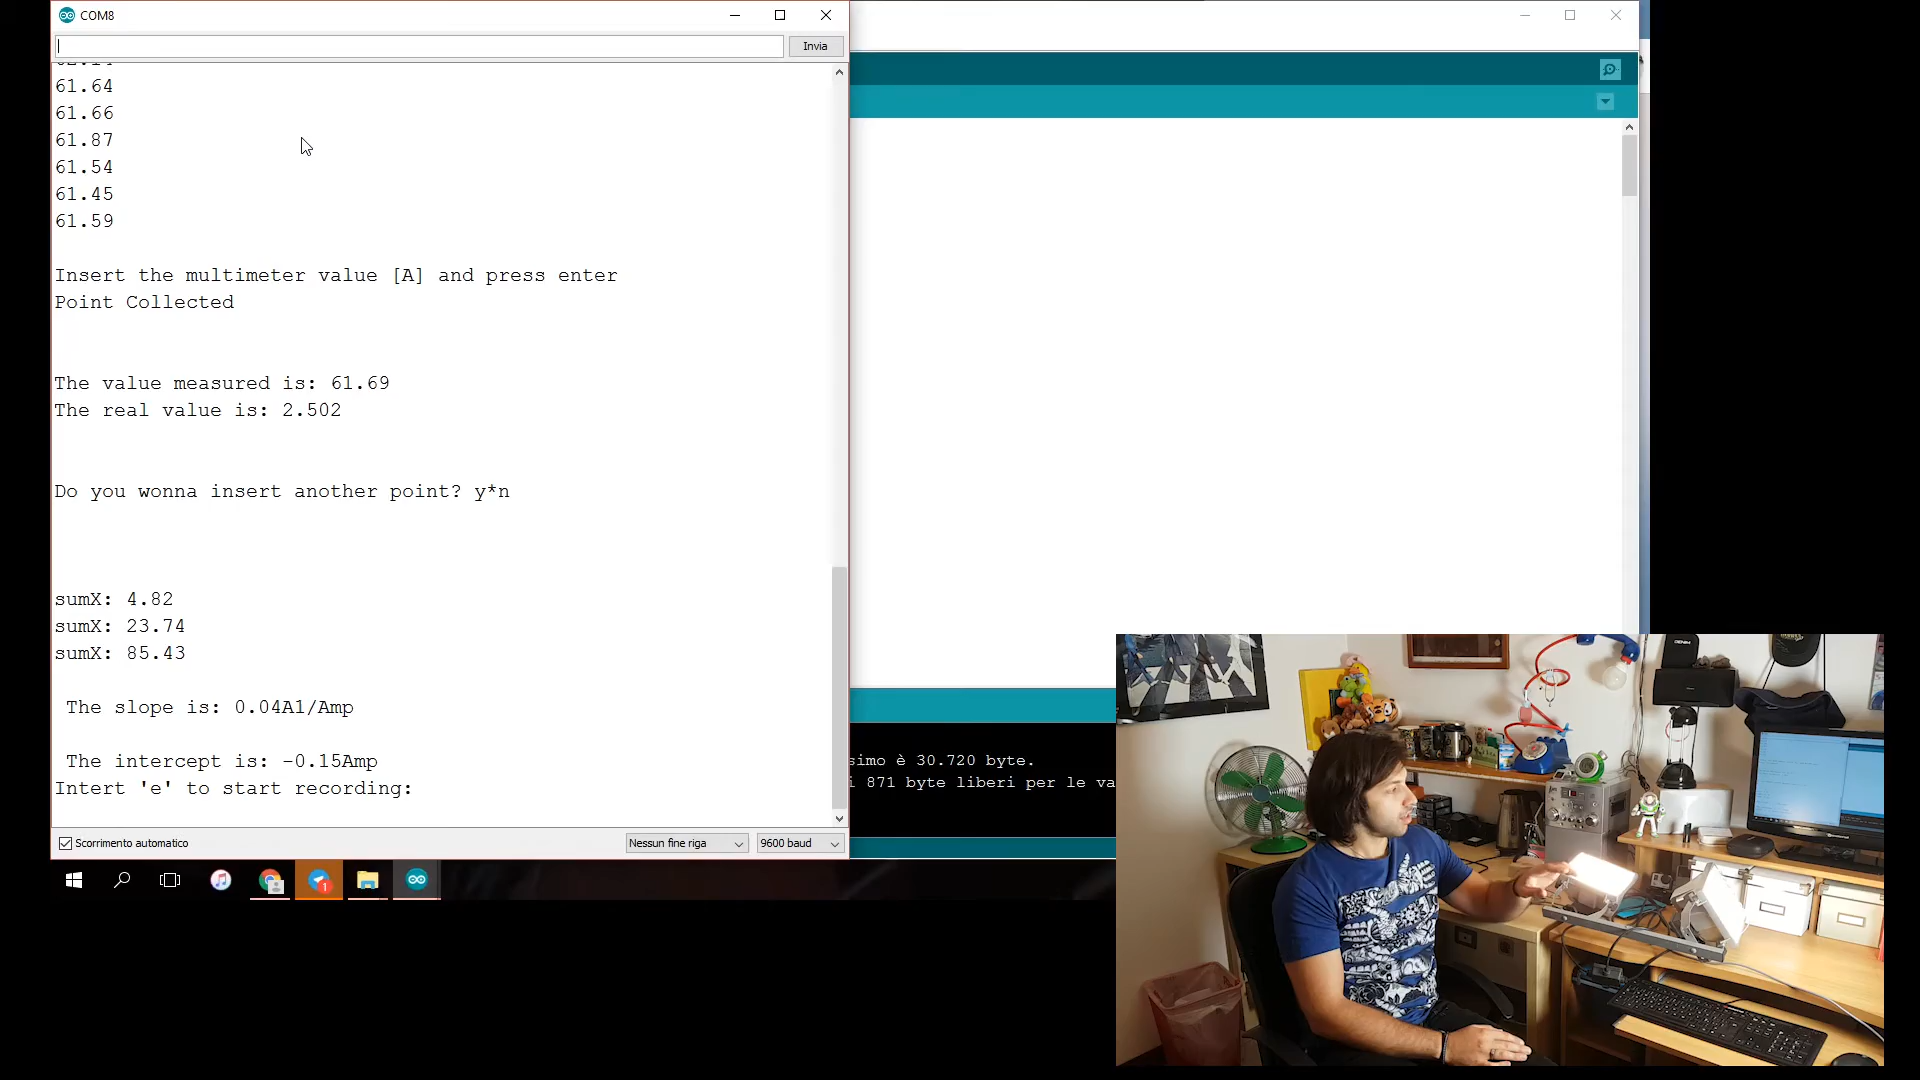 COM8
Invia
61.64
61.66
61.87
61.54
61.45
61.59
Insert the multimeter value [A] and press enter
Point Collected
The value measured is: 61.69
The real value is: 2.502
Do you wonna insert another point? y*n
sumX: 4.82
sumX: 23.74
sumX: 85.43
The slope is: 0.04A1/Amp
The intercept is: -0.15Amp
Intert 'e' to start recording:
simo è 30.720 byte.
i 871 byte liberi per le va
Scorrimento automatico
Nessun fine riga
9600 baud
1